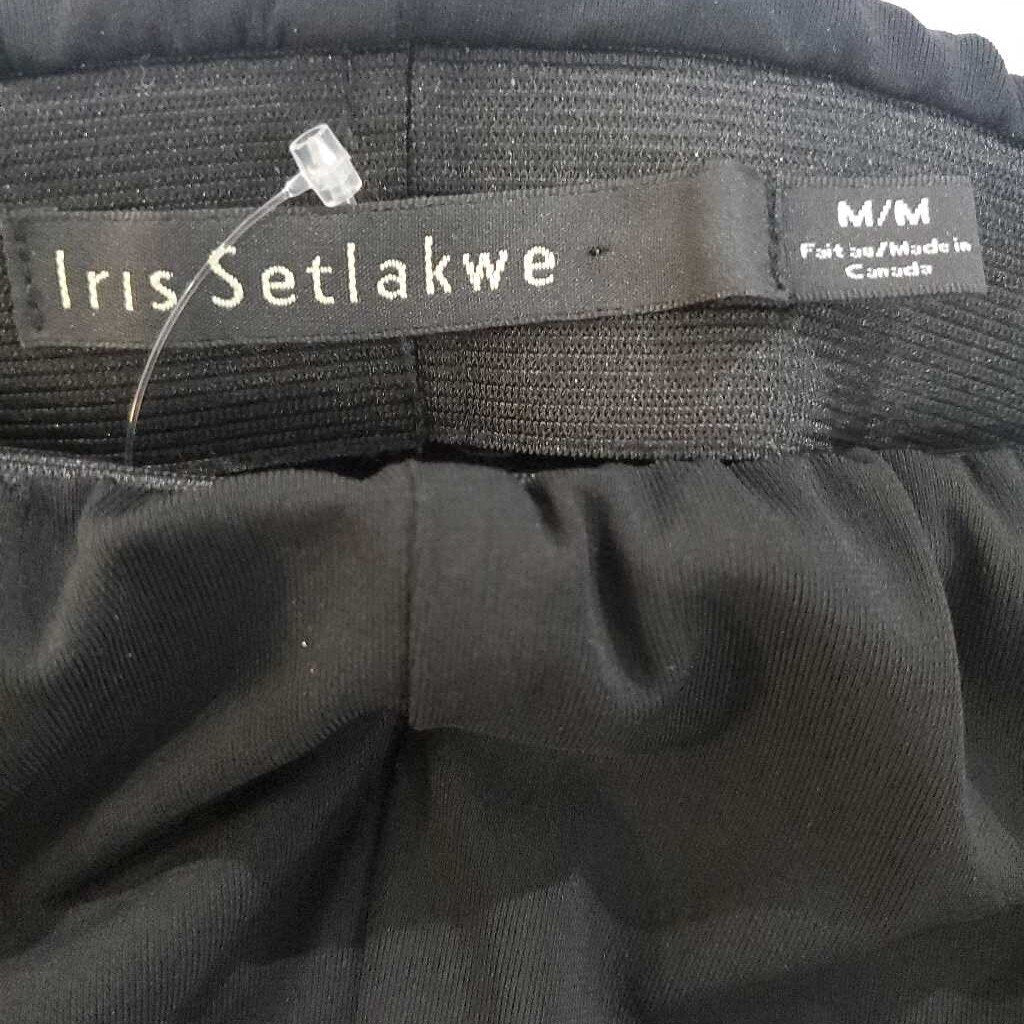 Iris Setlakwe
M/M
Fait au/Made in
Canada